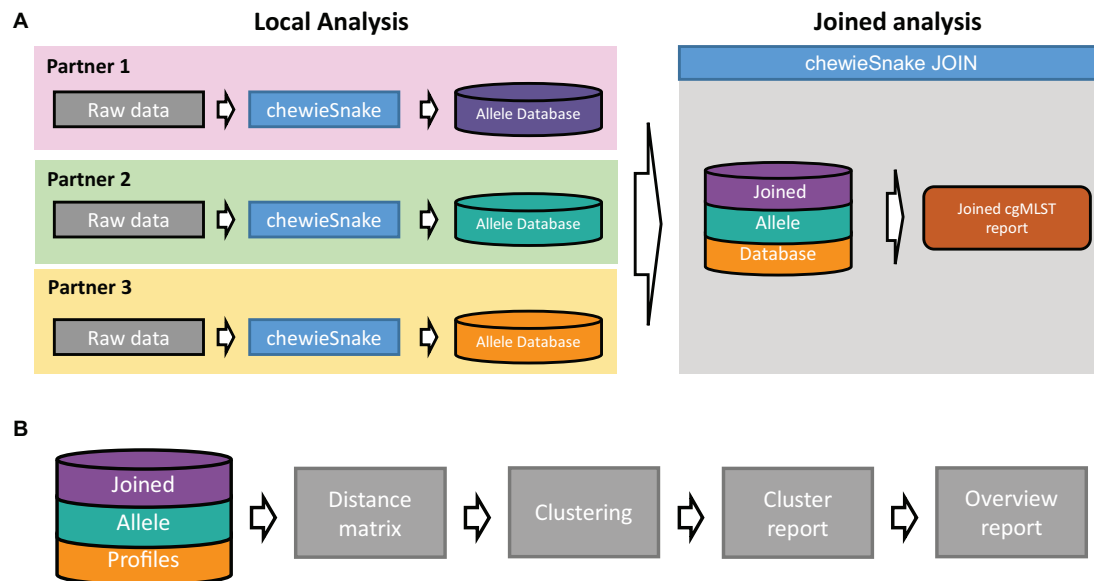 A
Local Analysis
Joined analysis
Partner 1
Raw data
chewieSnake
Allele Database
Partner 2
Raw data
chewieSnake
Allele Database
Partner 3
Raw data
chewieSnake
Allele Database
chewieSnake JOIN
Joined
Allele
Database
Joined cgMLST
report
B
Joined
Allele
Profiles
Distance
matrix
Clustering
Cluster
report
Overview
report